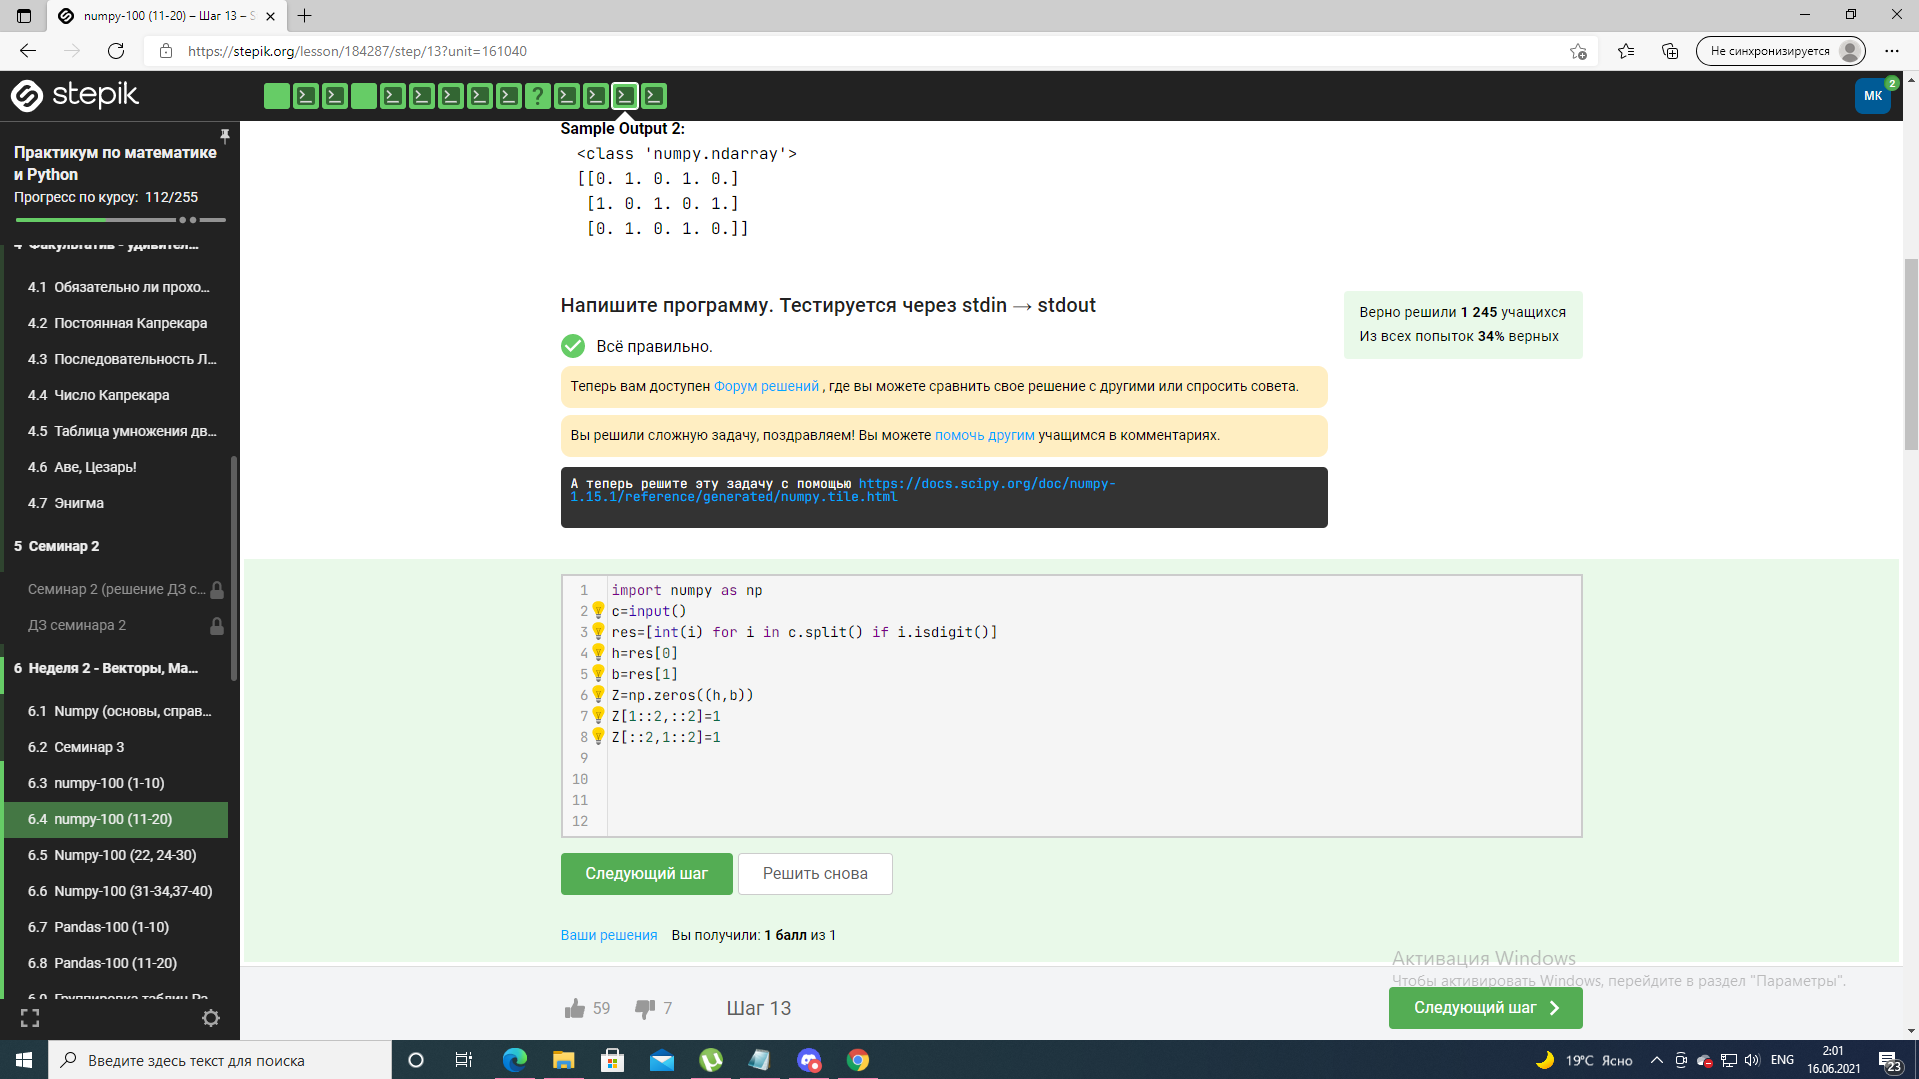 numpy-100 (11-20) – Шаг 13 – S
https://stepik.org/lesson/184287/step/13?unit=161040
Не синхронизируется
stepik
МК
2
Практикум по математике
и Python
Прогресс по курсу: 112/255
4 Факультатив - удивител...
4.1 Обязательно ли прохо...
4.2 Постоянная Капрекара
4.3 Последовательность Л...
4.4 Число Капрекара
4.5 Таблица умножения дв...
4.6 Аве, Цезарь!
4.7 Энигма
5 Семинар 2
Семинар 2 (решение ДЗ с...
ДЗ семинара 2
6 Неделя 2 - Векторы, Ма...
6.1 Numpy (основы, справ...
6.2 Семинар 3
6.3 numpy-100 (1-10)
6.4 numpy-100 (11-20)
6.5 Numpy-100 (22, 24-30)
6.6 Numpy-100 (31-34,37-40)
6.7 Pandas-100 (1-10)
6.8 Pandas-100 (11-20)
6.9 Группировка таблиц Pa...
Sample Output 2:
<class 'numpy.ndarray'>
[[0. 1. 0. 1. 0.]
[1. 0. 1. 0. 1.]
[0. 1. 0. 1. 0.]]
Напишите программу. Тестируется через stdin → stdout
Верно решили 1 245 учащихся
Из всех попыток 34% верных
Всё правильно.
Теперь вам доступен Форум решений , где вы можете сравнить свое решение с другими или спросить совета.
Вы решили сложную задачу, поздравляем! Вы можете помочь другим учащимся в комментариях.
А теперь решите эту задачу с помощью https://docs.scipy.org/doc/numpy-
1.15.1/reference/generated/numpy.tile.html
1 import numpy as np
2 c=input()
3 res=[int(i) for i in c.split() if i.isdigit()]
4 h=res[0]
5 b=res[1]
6 Z=np.zeros((h,b))
7 Z[1::2,::2]=1
8 Z[::2,1::2]=1
9
10
11
12
Следующий шаг
Решить снова
Ваши решения Вы получили: 1 балл из 1
Активация Windows
Чтобы активировать Windows, перейдите в раздел "Параметры".
59
7
Шаг 13
Следующий шаг
Введите здесь текст для поиска
19°C Ясно
ENG
2:01
16.06.2021
23